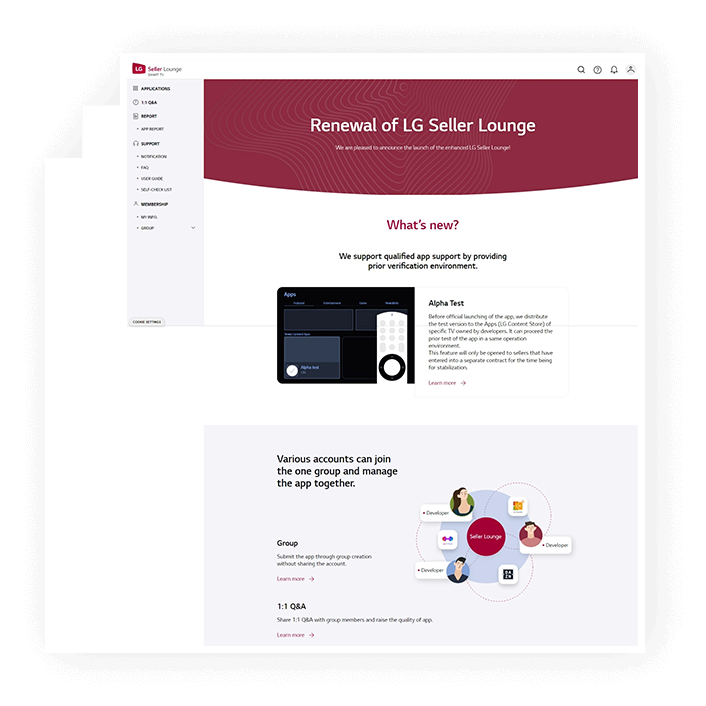 LG Seller Lounge
SMART TV
APPLICATIONS
1:1 Q&A
REPORT
APP REPORT
SUPPORT
NOTIFICATION
FAQ
USER GUIDE
SELF-CHECK LIST
MEMBERSHIP
MY INFO.
GROUP
COOKIE SETTINGS
Renewal of LG Seller Lounge
We are pleased to announce the launch of the enhanced LG Seller Lounge!
What's new?
We support qualified app support by providing
prior verification environment.
Apps
Alpha test
Alpha Test
Before official launching of the app, we distribute
the test version to the Apps (LG Content Store) of
specific TV owned by developers. It can proceed the
prior test of the app in a same operation
environment.
This feature will only be opened to sellers that have
entered into a separate contract for the time being
for stabilization.
Learn more
Various accounts can join
the one group and manage
the app together.
Group
Submit the app through group creation
without sharing the account.
Learn more
Developer
Seller Lounge
Developer
Developer
1:1 Q&A
Share 1:1 Q&A with group members and raise the quality of app.
Learn more